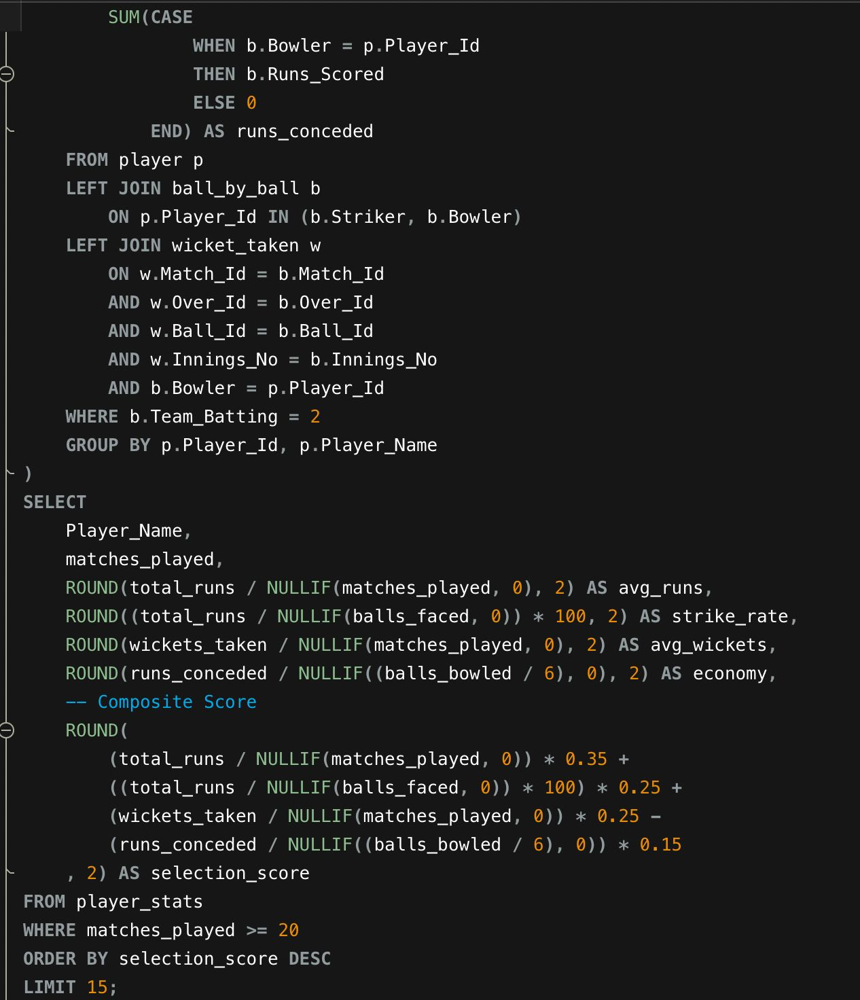 SUM(CASE
                WHEN b.Bowler = p.Player_Id
                THEN b.Runs_Scored
                ELSE 0
            END) AS runs_conceded
    FROM player p
    LEFT JOIN ball_by_ball b
        ON p.Player_Id IN (b.Striker, b.Bowler)
    LEFT JOIN wicket_taken w
        ON w.Match_Id = b.Match_Id
        AND w.Over_Id = b.Over_Id
        AND w.Ball_Id = b.Ball_Id
        AND w.Innings_No = b.Innings_No
        AND b.Bowler = p.Player_Id
    WHERE b.Team_Batting = 2
    GROUP BY p.Player_Id, p.Player_Name
)
SELECT
    Player_Name,
    matches_played,
    ROUND(total_runs / NULLIF(matches_played, 0), 2) AS avg_runs,
    ROUND((total_runs / NULLIF(balls_faced, 0)) * 100, 2) AS strike_rate,
    ROUND(wickets_taken / NULLIF(matches_played, 0), 2) AS avg_wickets,
    ROUND(runs_conceded / NULLIF((balls_bowled / 6), 0), 2) AS economy,
    -- Composite Score
    ROUND(
        (total_runs / NULLIF(matches_played, 0)) * 0.35 +
        ((total_runs / NULLIF(balls_faced, 0)) * 100) * 0.25 +
        (wickets_taken / NULLIF(matches_played, 0)) * 0.25 -
        (runs_conceded / NULLIF((balls_bowled / 6), 0)) * 0.15
    , 2) AS selection_score
FROM player_stats
WHERE matches_played >= 20
ORDER BY selection_score DESC
LIMIT 15;